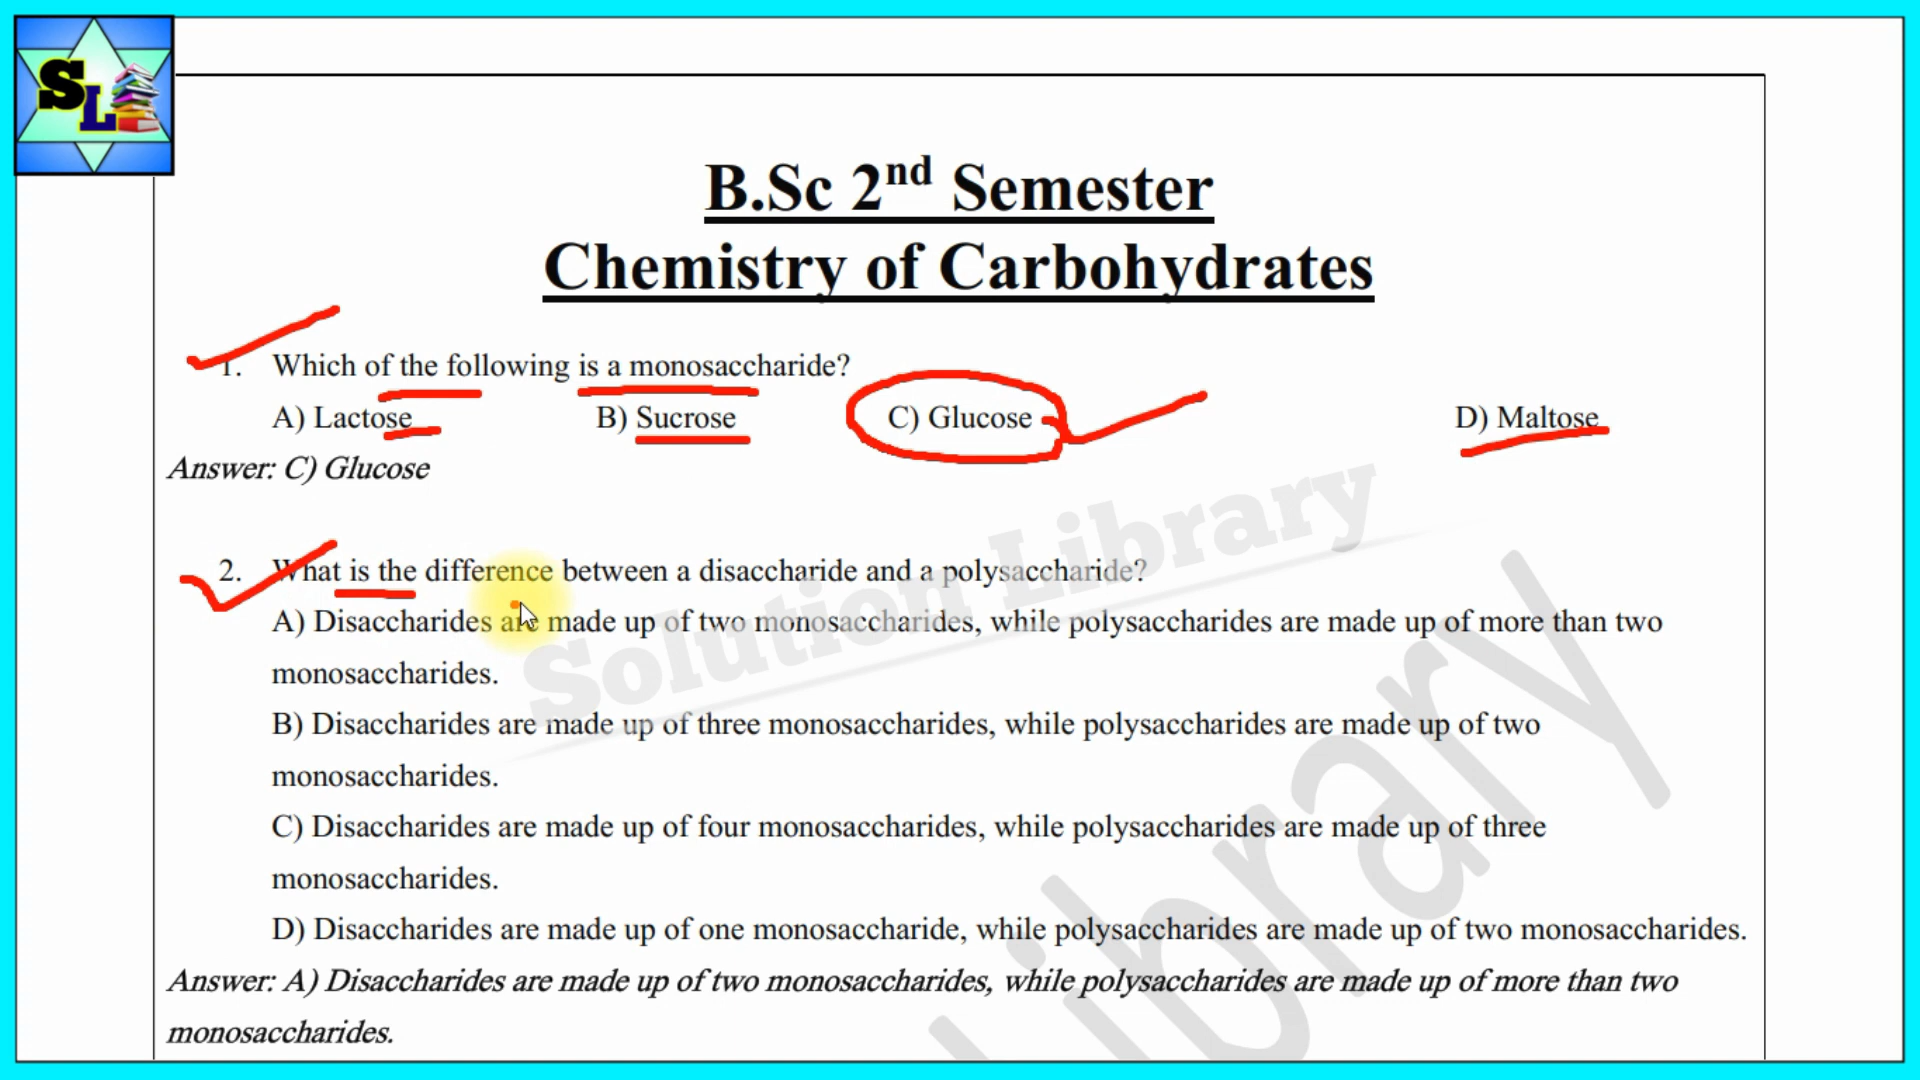 SL
B.Sc 2nd Semester
Chemistry of Carbohydrates
1. Which of the following is a monosaccharide?
A) Lactose B) Sucrose C) Glucose D) Maltose
Answer: C) Glucose
2. What is the difference between a disaccharide and a polysaccharide?
A) Disaccharides are made up of two monosaccharides, while polysaccharides are made up of more than two
monosaccharides.
B) Disaccharides are made up of three monosaccharides, while polysaccharides are made up of two
monosaccharides.
C) Disaccharides are made up of four monosaccharides, while polysaccharides are made up of three
monosaccharides.
D) Disaccharides are made up of one monosaccharide, while polysaccharides are made up of two monosaccharides.
Answer: A) Disaccharides are made up of two monosaccharides, while polysaccharides are made up of more than two
monosaccharides.
Solution Library
Library